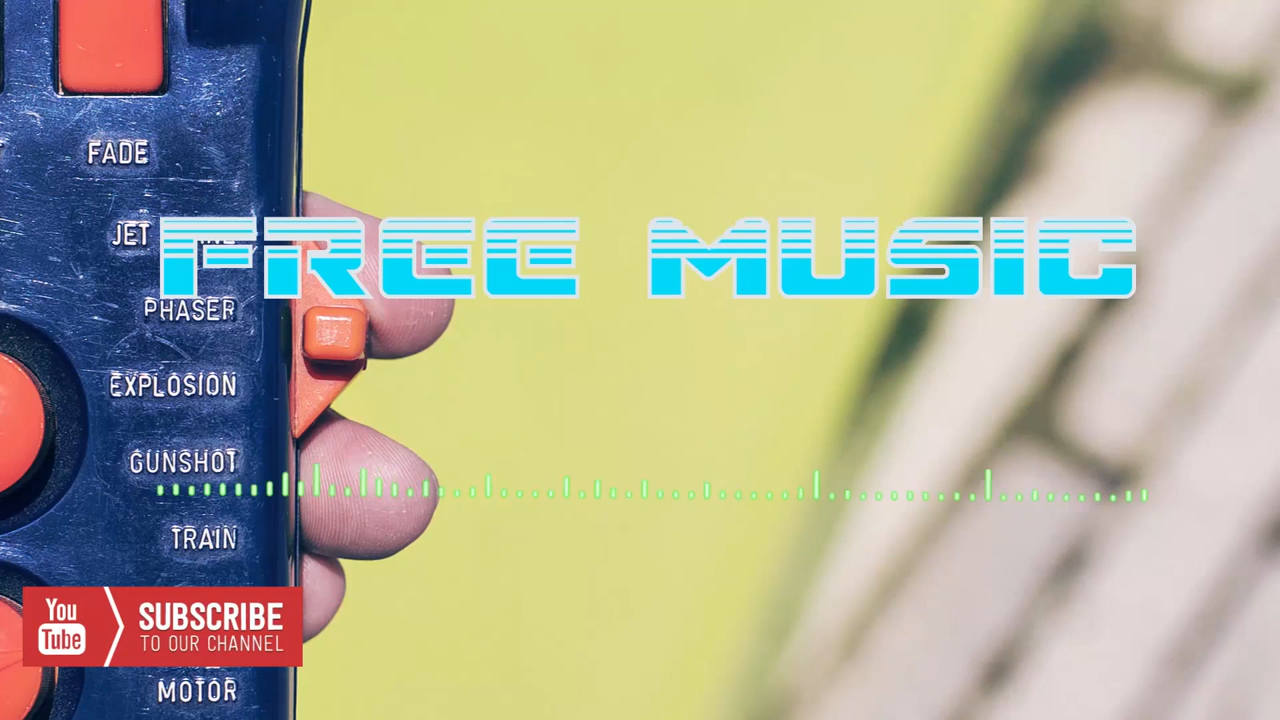 FADE
JET
FREE MUSIC
PHASER
EXPLOSION
GUNSHOT
TRAIN
You
Tube
SUBSCRIBE
TO OUR CHANNEL
MOTOR